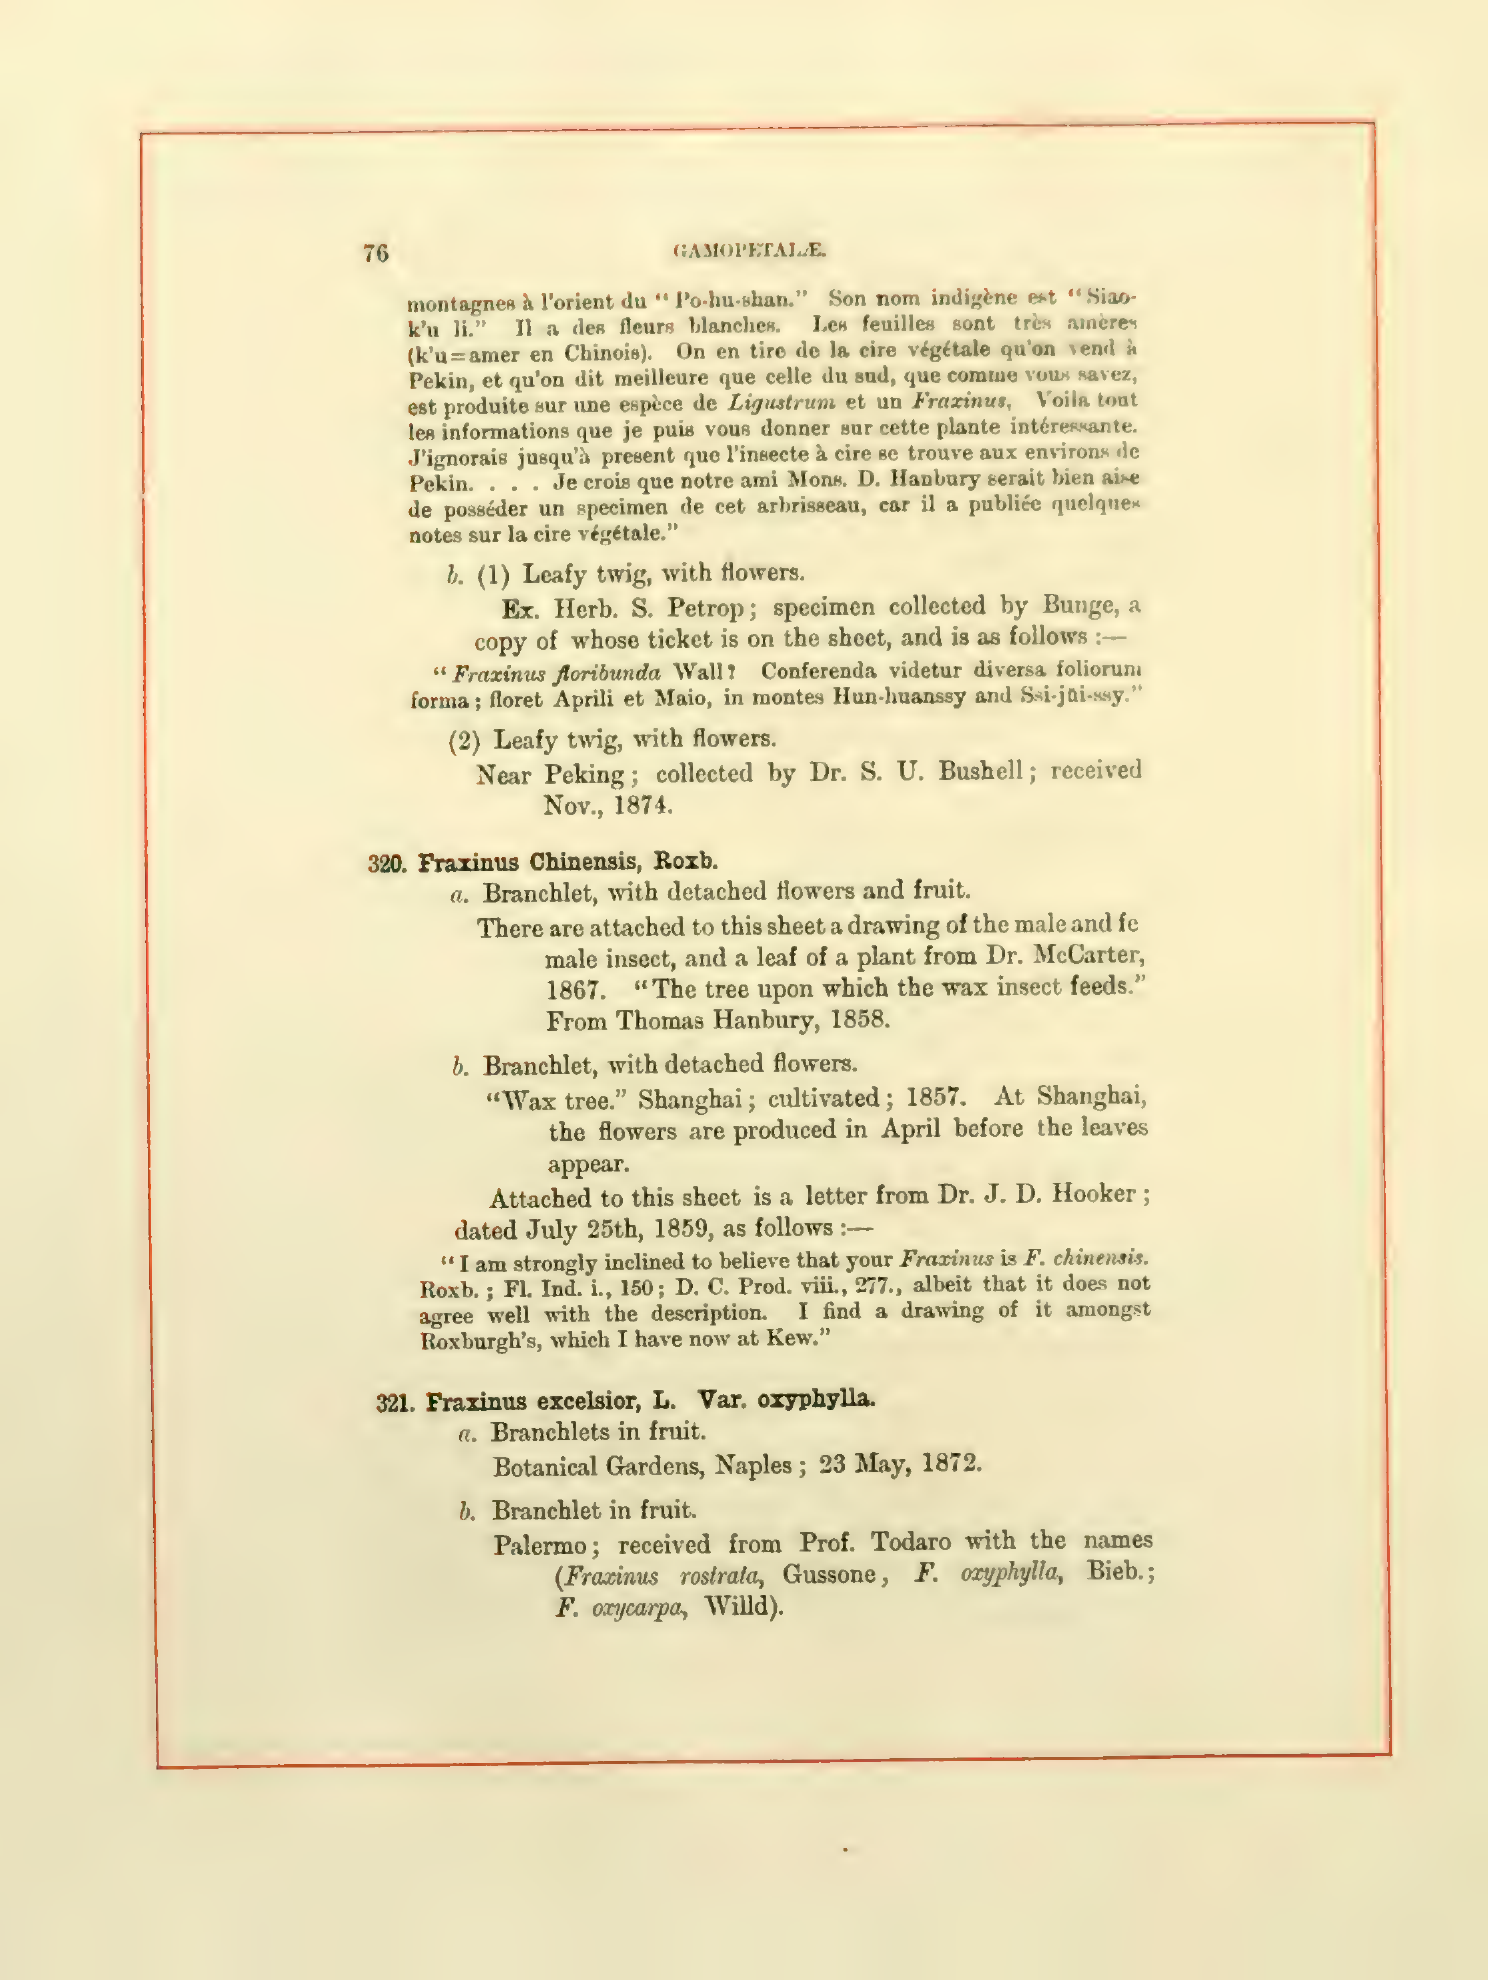 76 GAMOPETALÆ.
montagnes à l'orient du "Po-hu-shan." Son nom indigène est "Siao-
k'u li." Il a des fleurs blanches. Les feuilles sont très amères
(k'u=amer en Chinois). On en tire de la cire végétale qu'on vend à
Pekin, et qu'on dit meilleure que celle du sud, que comme vous savez,
est produite sur une espèce de Ligustrum et un Fraxinus. Voila tout
les informations que je puis vous donner sur cette plante intéressante.
J'ignorais jusqu'à present que l'insecte à cire se trouve aux environs de
Pekin. . . . Je crois que notre ami Mons. D. Hanbury serait bien aise
de posséder un specimen de cet arbrisseau, car il a publiée quelques
notes sur la cire végétale."
b. (1) Leafy twig, with flowers.
Ex. Herb. S. Petrop; specimen collected by Bunge, a
copy of whose ticket is on the sheet, and is as follows :—
"Fraxinus floribunda Wall? Conferenda videtur diversa foliorum
forma; floret Aprili et Maio, in montes Hun-huanssy and Ssi-jūi-ssy."
(2) Leafy twig, with flowers.
Near Peking; collected by Dr. S. U. Bushell; received
Nov., 1874.
320. Fraxinus Chinensis, Roxb.
a. Branchlet, with detached flowers and fruit.
There are attached to this sheet a drawing of the male and fe
male insect, and a leaf of a plant from Dr. McCarter,
1867. "The tree upon which the wax insect feeds."
From Thomas Hanbury, 1858.
b. Branchlet, with detached flowers.
"Wax tree." Shanghai; cultivated; 1857. At Shanghai,
the flowers are produced in April before the leaves
appear.
Attached to this sheet is a letter from Dr. J. D. Hooker;
dated July 25th, 1859, as follows :—
"I am strongly inclined to believe that your Fraxinus is F. chinensis.
Roxb.; Fl. Ind. i., 150; D. C. Prod. viii., 277., albeit that it does not
agree well with the description. I find a drawing of it amongst
Roxburgh's, which I have now at Kew."
321. Fraxinus excelsior, L. Var. oxyphylla.
a. Branchlets in fruit.
Botanical Gardens, Naples; 23 May, 1872.
b. Branchlet in fruit.
Palermo; received from Prof. Todaro with the names
(Fraxinus rostrata, Gussone, F. oxyphylla, Bieb.;
F. oxycarpa, Willd).